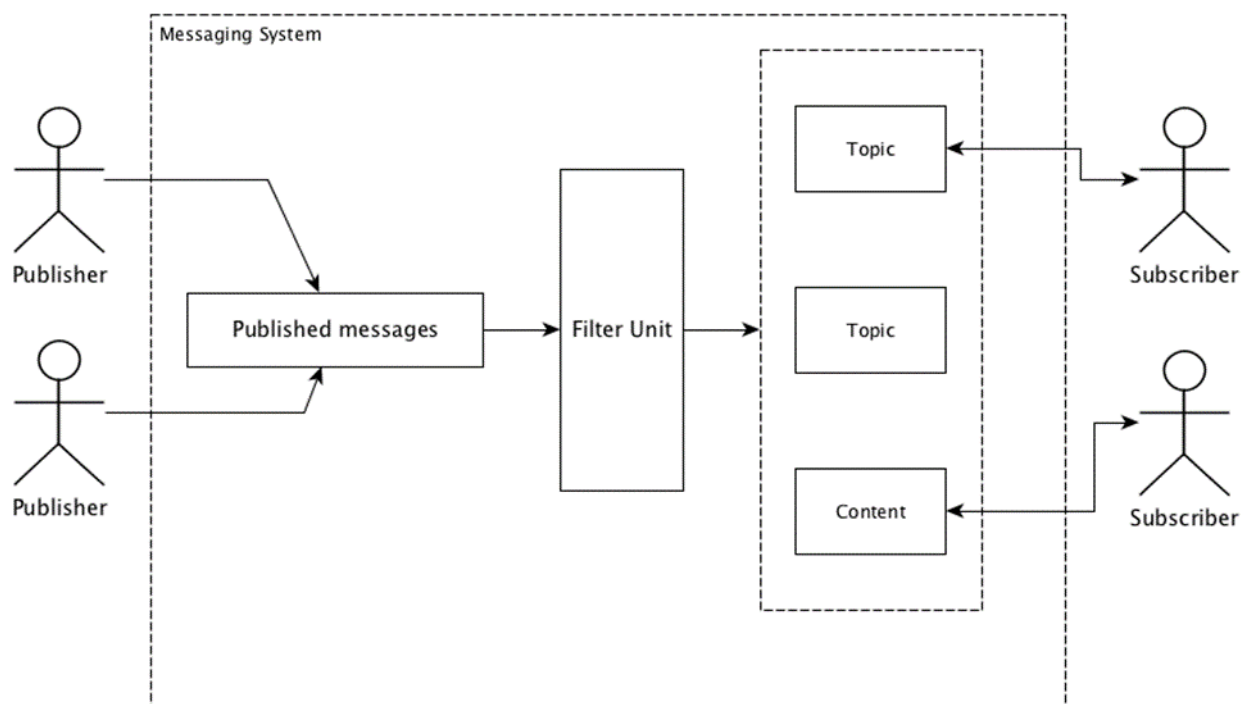 Messaging System
Publisher
Publisher
Published messages
Filter Unit
Topic
Topic
Content
Subscriber
Subscriber